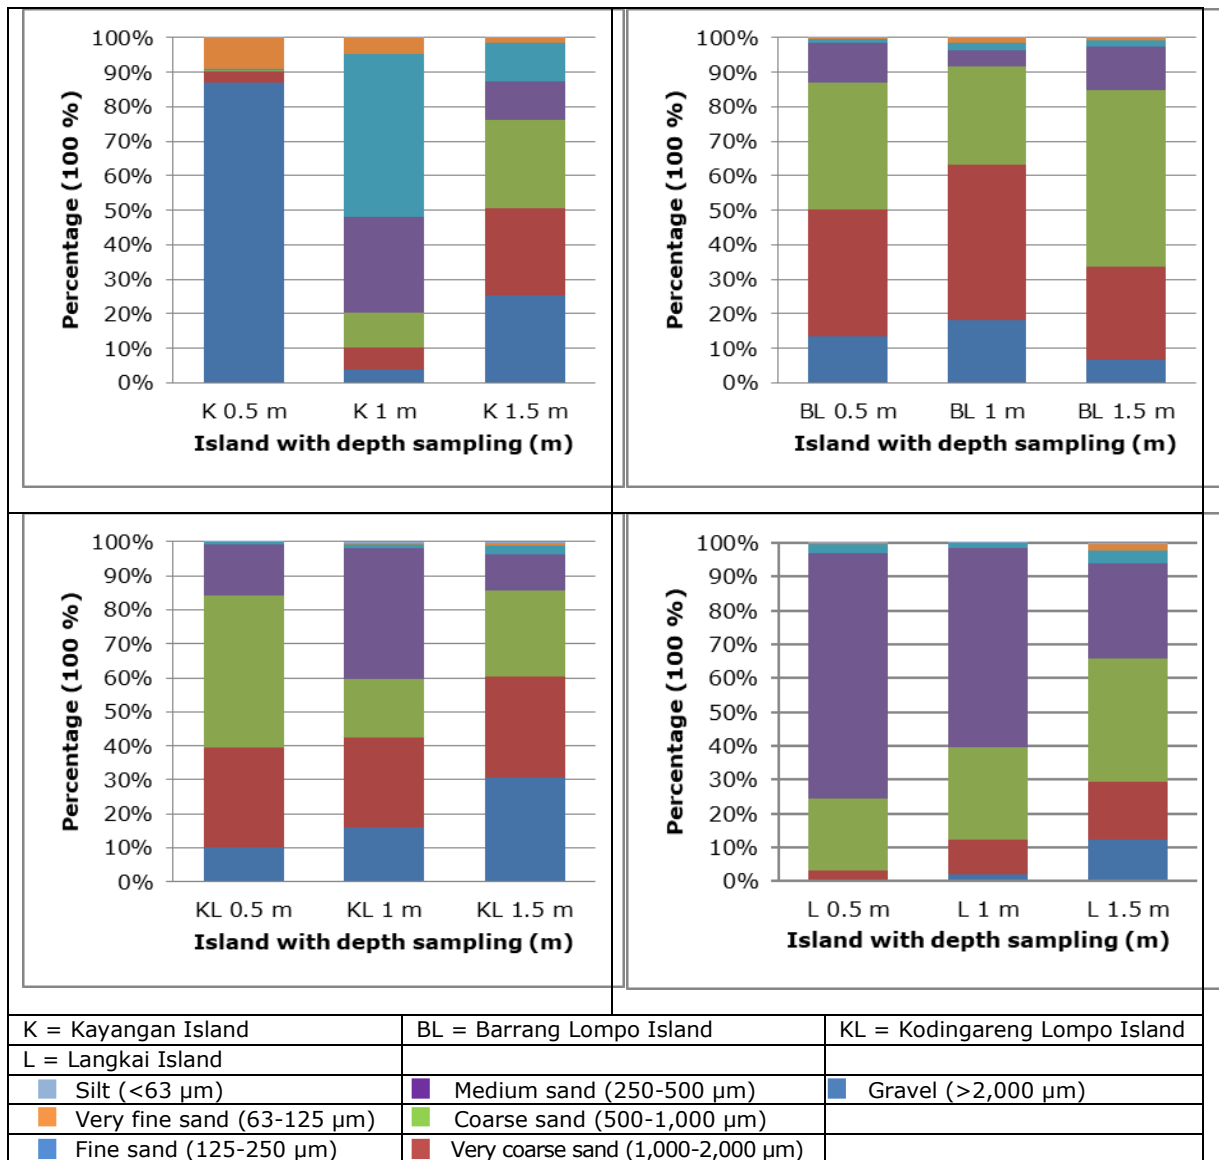 100%
90%
80%
70%
60%
50%
40%
30%
20%
10%
0%
Percentage (100 %)
K 0.5 m K 1 m K 1.5 m
Island with depth sampling (m)
100%
90%
80%
70%
60%
50%
40%
30%
20%
10%
0%
Percentage (100 %)
BL 0.5 m BL 1 m BL 1.5 m
Island with depth sampling (m)
100%
90%
80%
70%
60%
50%
40%
30%
20%
10%
0%
Percentage (100 %)
KL 0.5 m KL 1 m KL 1.5 m
Island with depth sampling (m)
100%
90%
80%
70%
60%
50%
40%
30%
20%
10%
0%
Percentage (100 %)
L 0.5 m L 1 m L 1.5 m
Island with depth sampling (m)
K = Kayangan Island BL = Barrang Lompo Island KL = Kodingareng Lompo Island
L = Langkai Island
Silt (<63 µm) Medium sand (250-500 µm) Gravel (>2,000 µm)
Very fine sand (63-125 µm) Coarse sand (500-1,000 µm)
Fine sand (125-250 µm) Very coarse sand (1,000-2,000 µm)